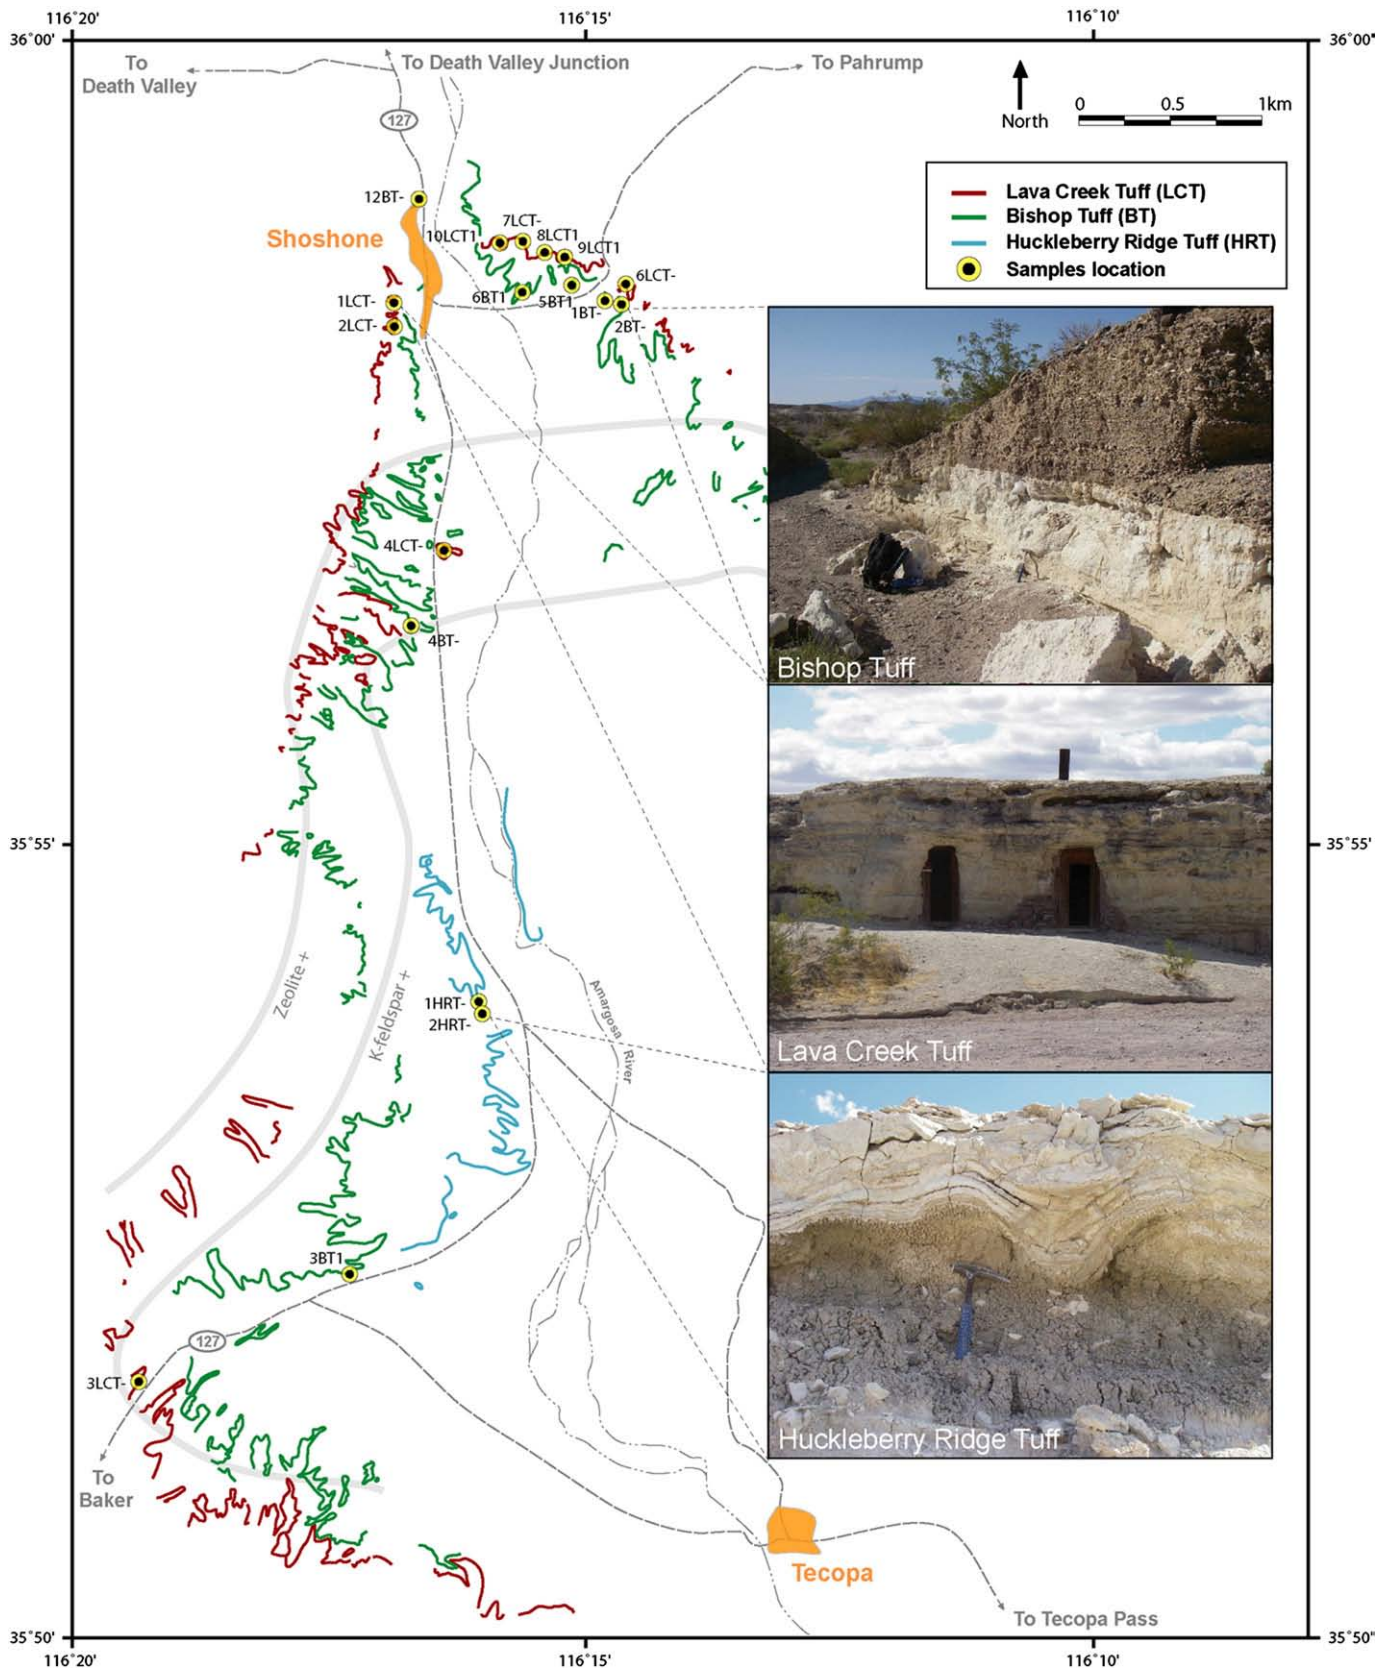 116˚20'
116˚15'
116˚10'
36˚00'
36˚00"
To
Death Valley
To Death Valley Junction
To Pahrump
127
North
0
0.5
1km
Lava Creek Tuff (LCT)
Bishop Tuff (BT)
Huckleberry Ridge Tuff (HRT)
Samples location
12BT-
Shoshone
7LCT-
10LCT1
8LCT1
9LCT1
6LCT-
6BT1
5BT1
1BT-
2BT-
1LCT-
2LCT-
4LCT-
4BT-
Bishop Tuff
35˚55'
35˚55'
Lava Creek Tuff
Zeolite +
K-feldspar +
1HRT-
2HRT-
Amargosa
River
3BT1
127
3LCT-
Huckleberry Ridge Tuff
To
Baker
Tecopa
To Tecopa Pass
35˚50'
35˚50"
116˚20'
116˚15'
116˚10'